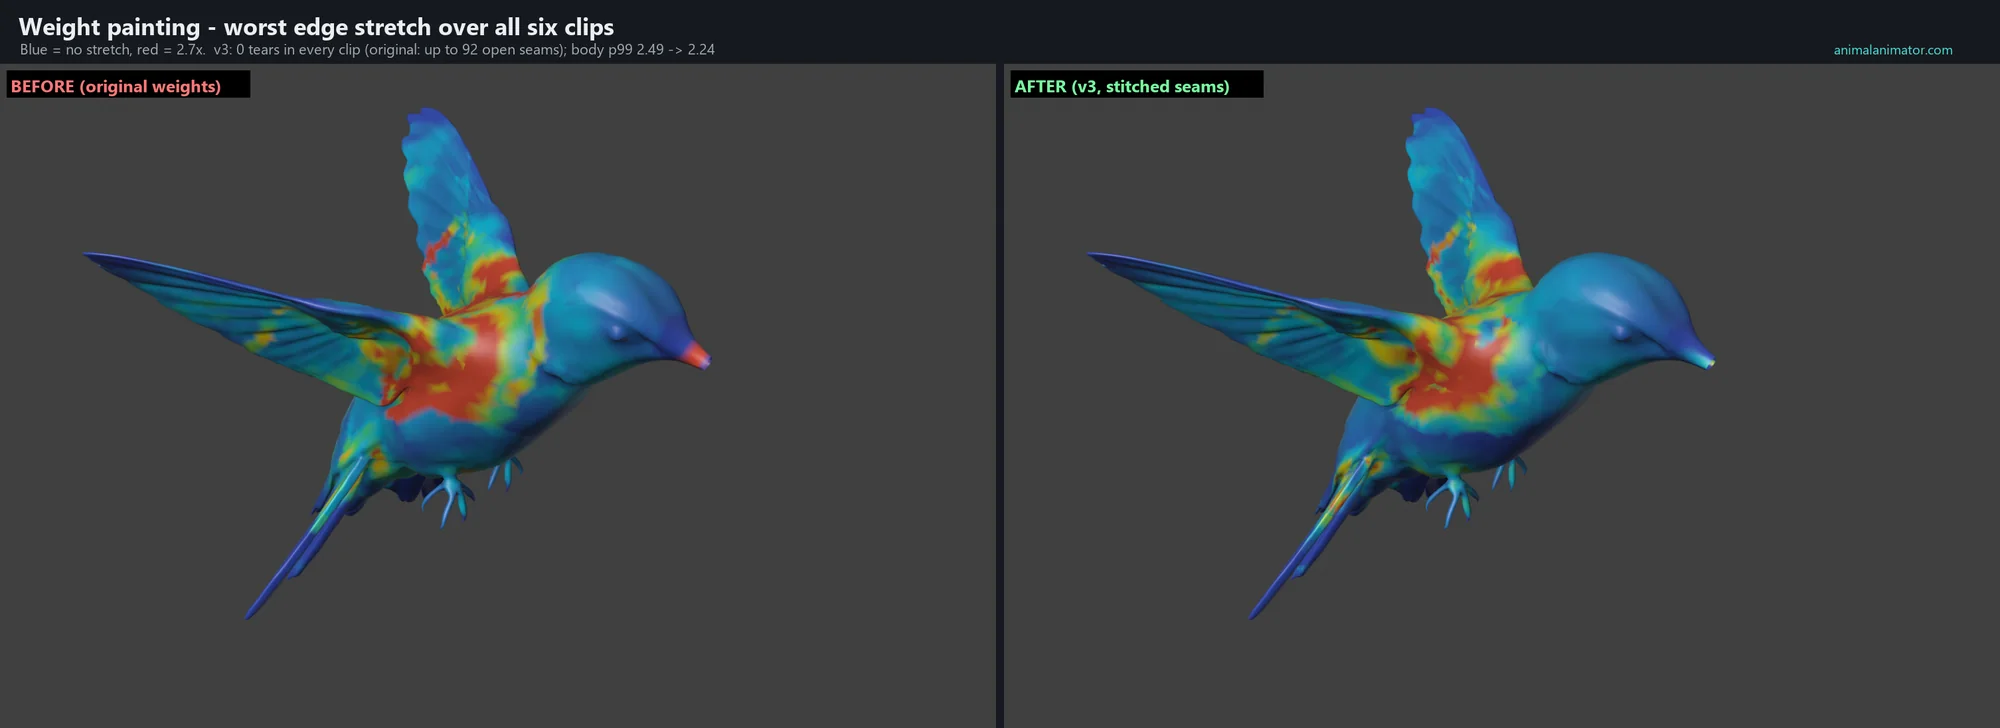 Weight painting - worst edge stretch over all six clips
Blue = no stretch, red = 2.7x.  v3: 0 tears in every clip (original: up to 92 open seams); body p99 2.49 -> 2.24
animalanimator.com
BEFORE (original weights)
AFTER (v3, stitched seams)